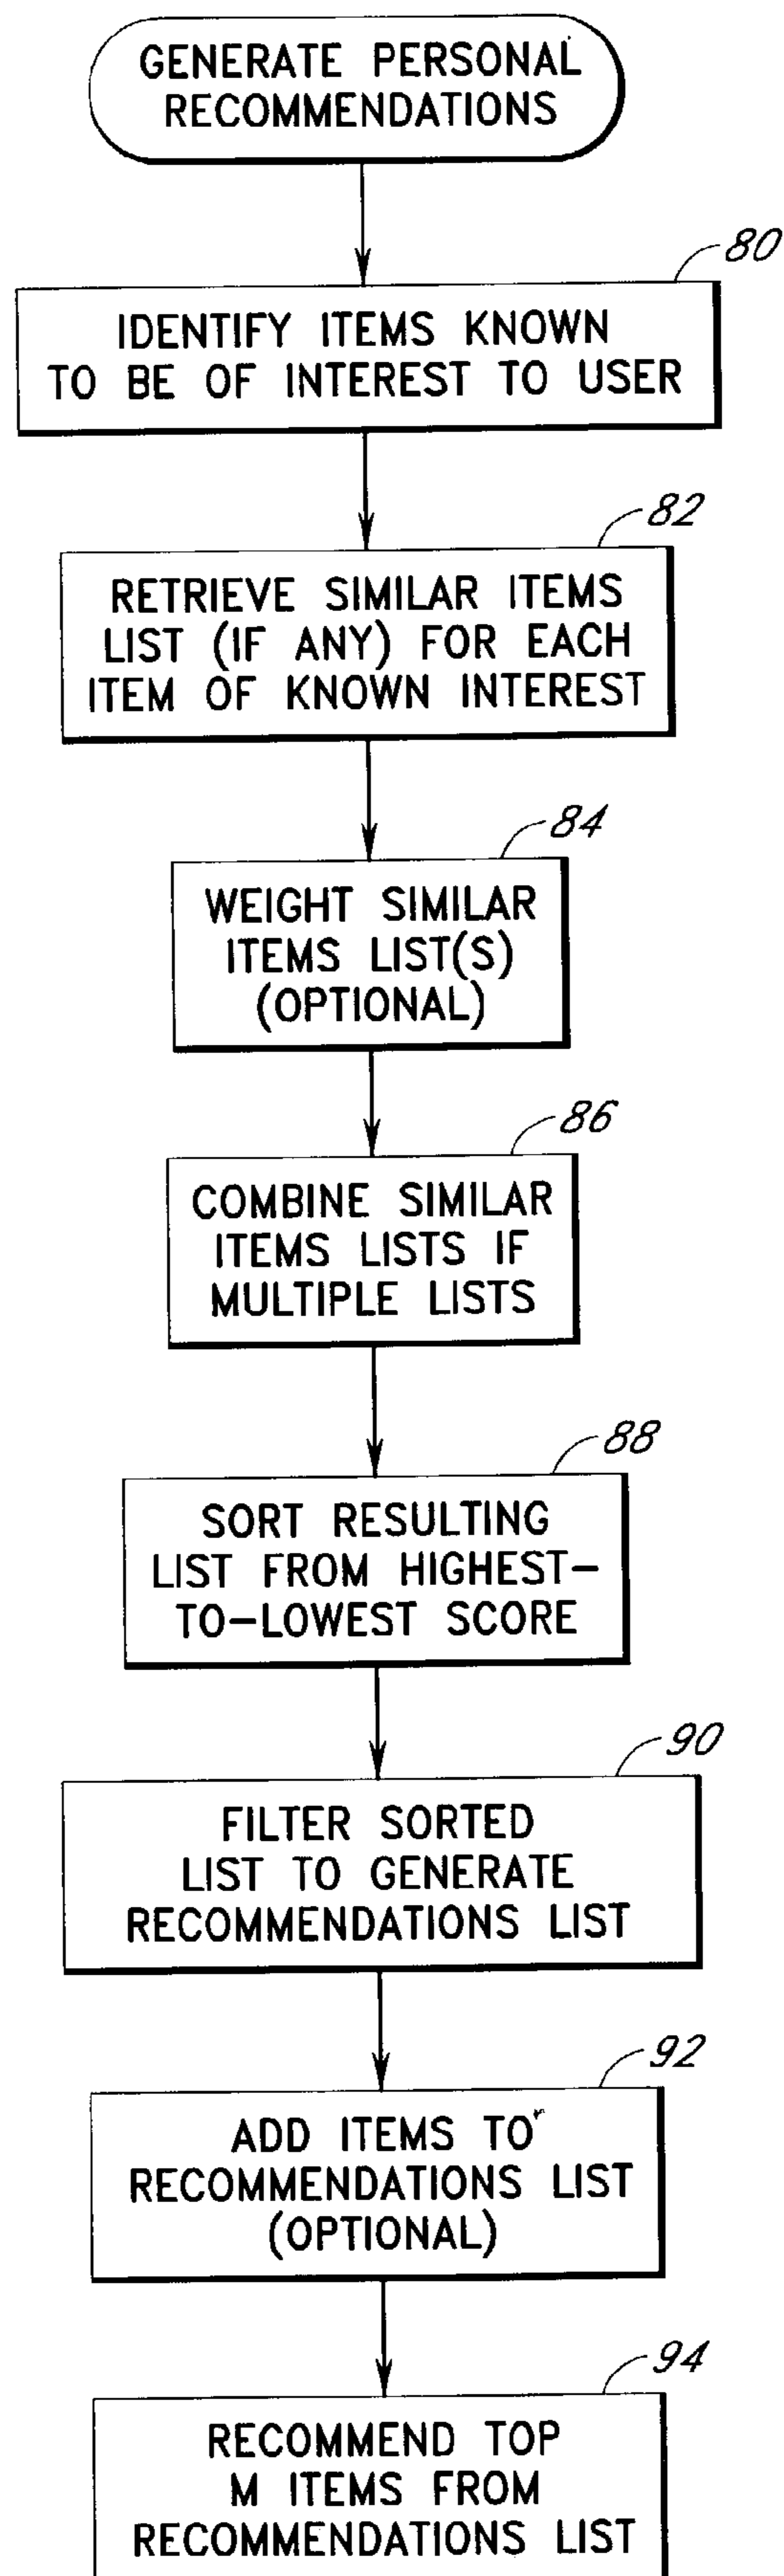 GENERATE PERSONAL
RECOMMENDATIONS
80
IDENTIFY ITEMS KNOWN
TO BE OF INTEREST TO USER
82
RETRIEVE SIMILAR ITEMS
LIST (IF ANY) FOR EACH
ITEM OF KNOWN INTEREST
84
WEIGHT SIMILAR
ITEMS LIST(S)
(OPTIONAL)
86
COMBINE SIMILAR
ITEMS LISTS IF
MULTIPLE LISTS
88
SORT RESULTING
LIST FROM HIGHEST-
TO-LOWEST SCORE
90
FILTER SORTED
LIST TO GENERATE
RECOMMENDATIONS LIST
92
ADD ITEMS TO
RECOMMENDATIONS LIST
(OPTIONAL)
94
RECOMMEND TOP
M ITEMS FROM
RECOMMENDATIONS LIST